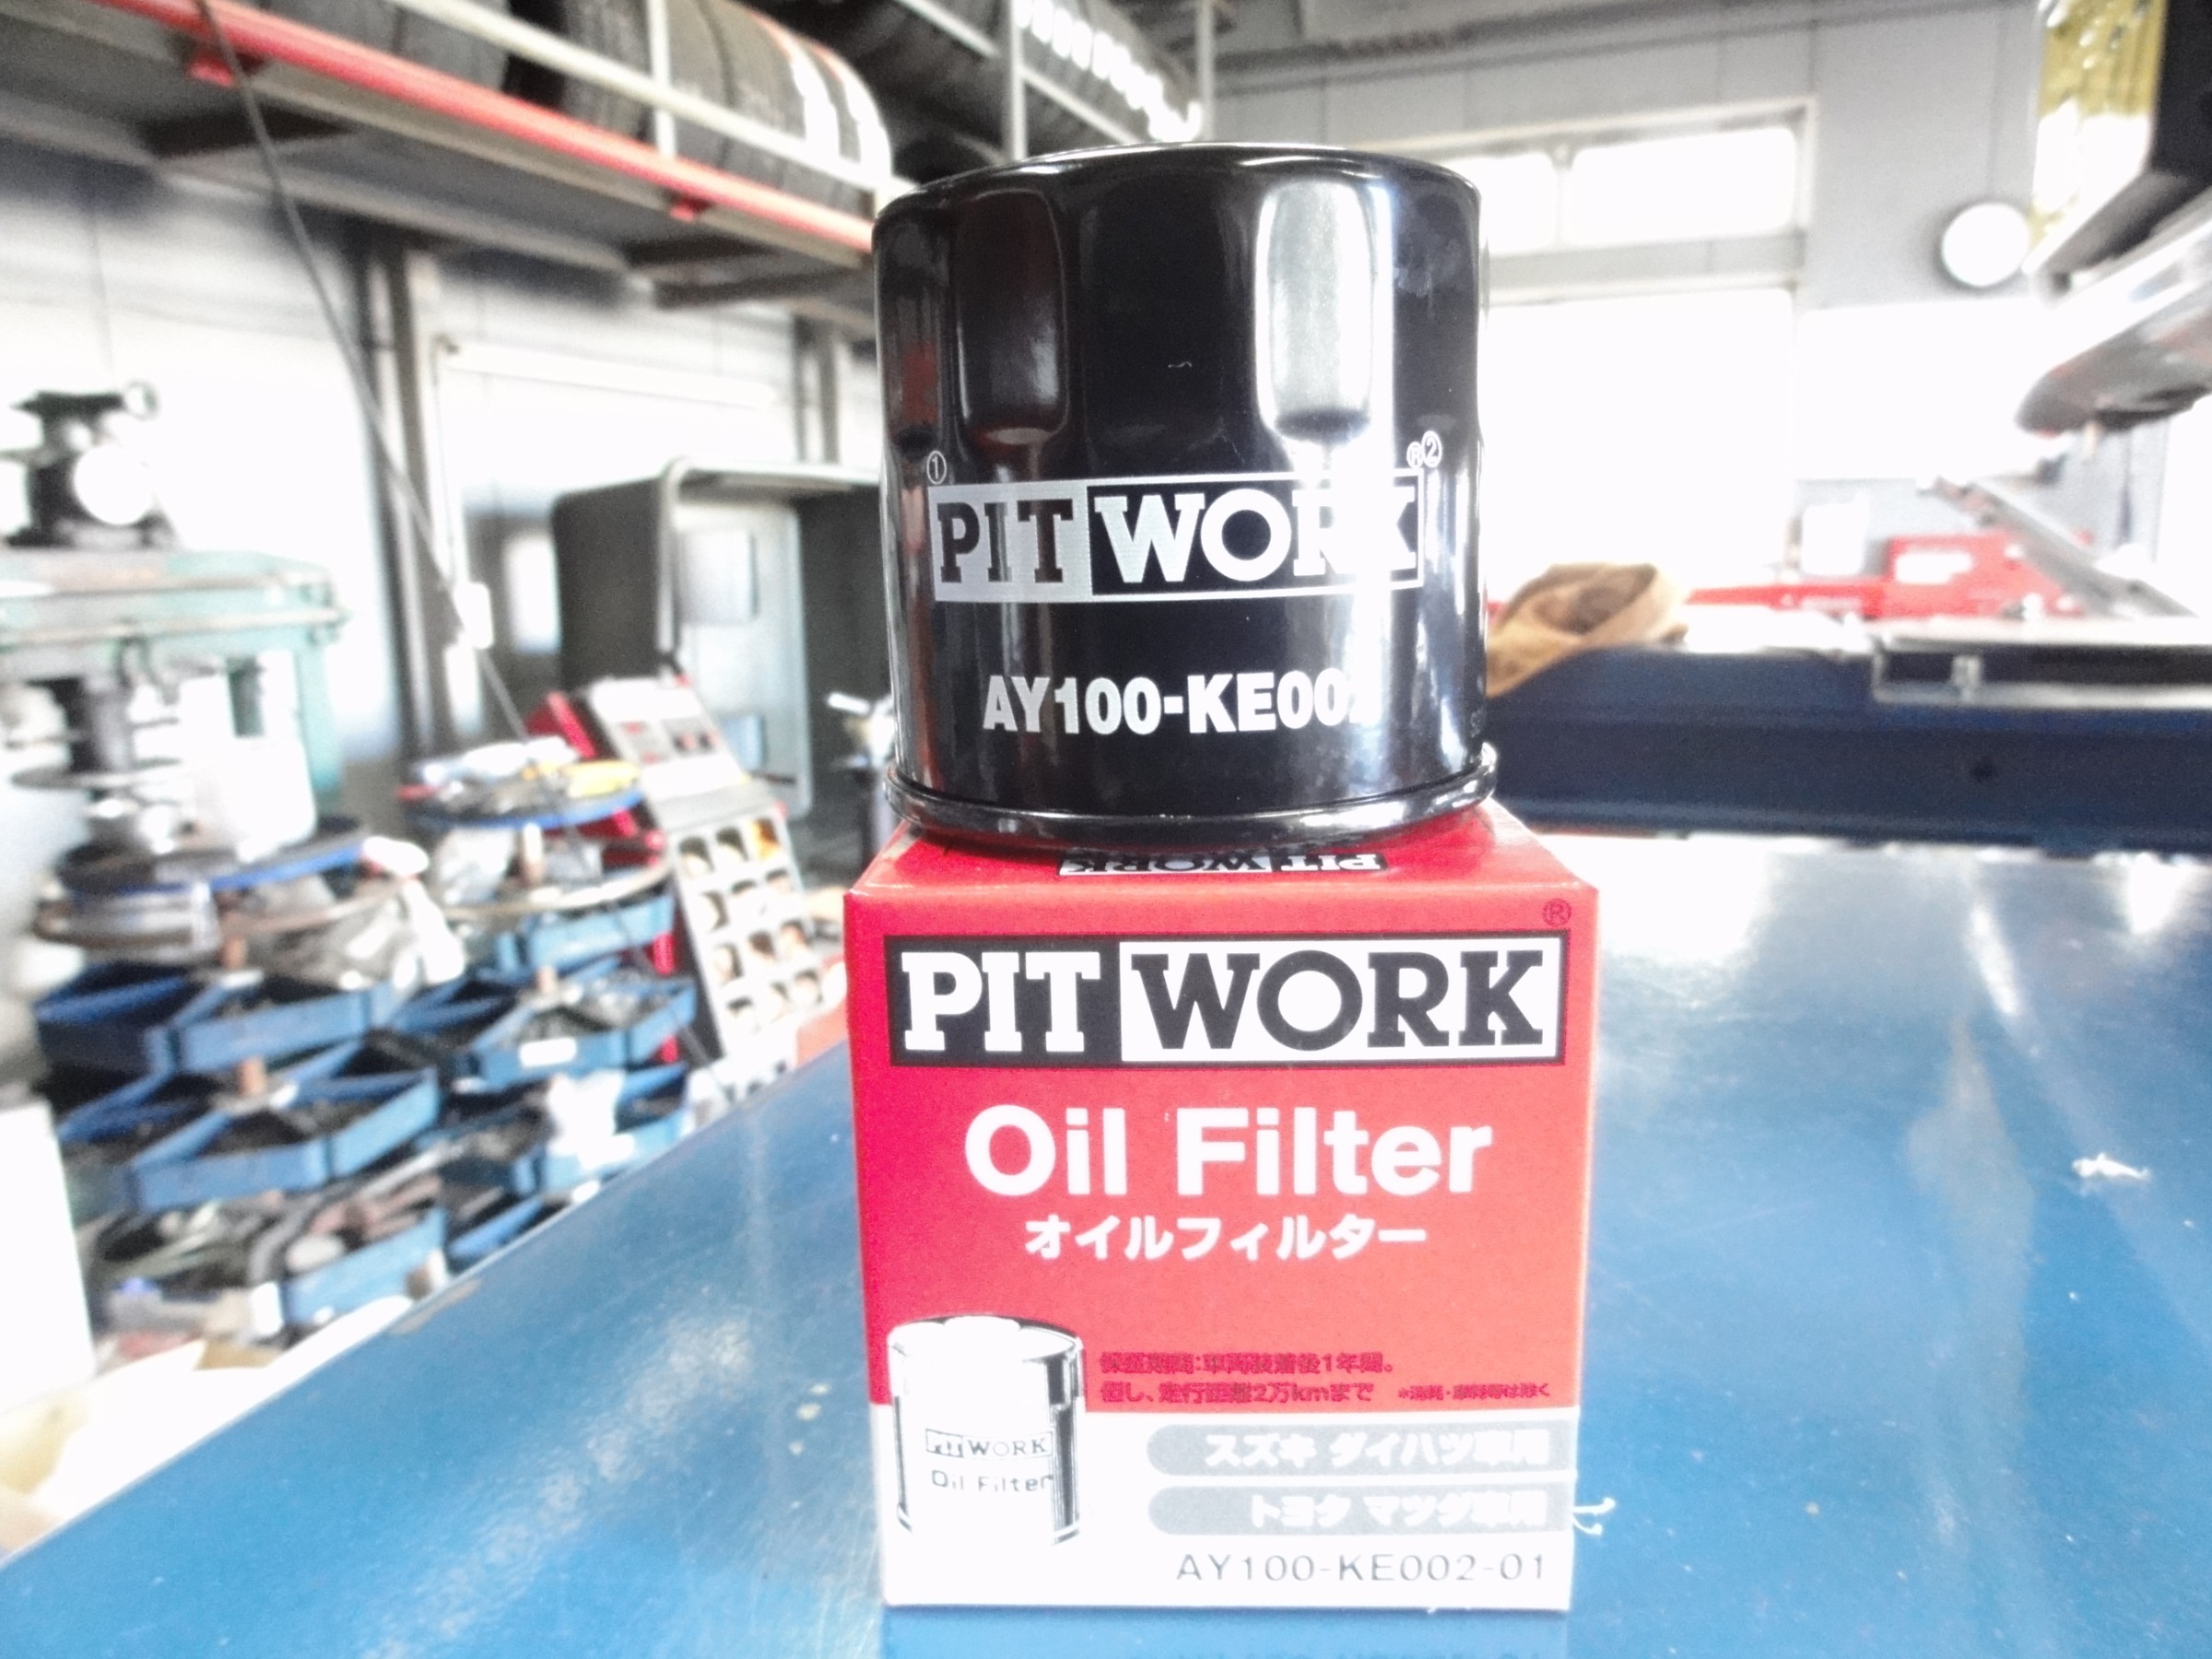 ① ® ②
PIT WORK
AY100-KE002
PIT WORK
®
PIT WORK
Oil Filter
オイルフィルター
保証期間:車両装着後1年間。
但し、走行距離2万kmまで
PIT WORK
Oil Filter
スズキ ダイハツ車用
トヨタ マツダ車用
AY100-KE002-01